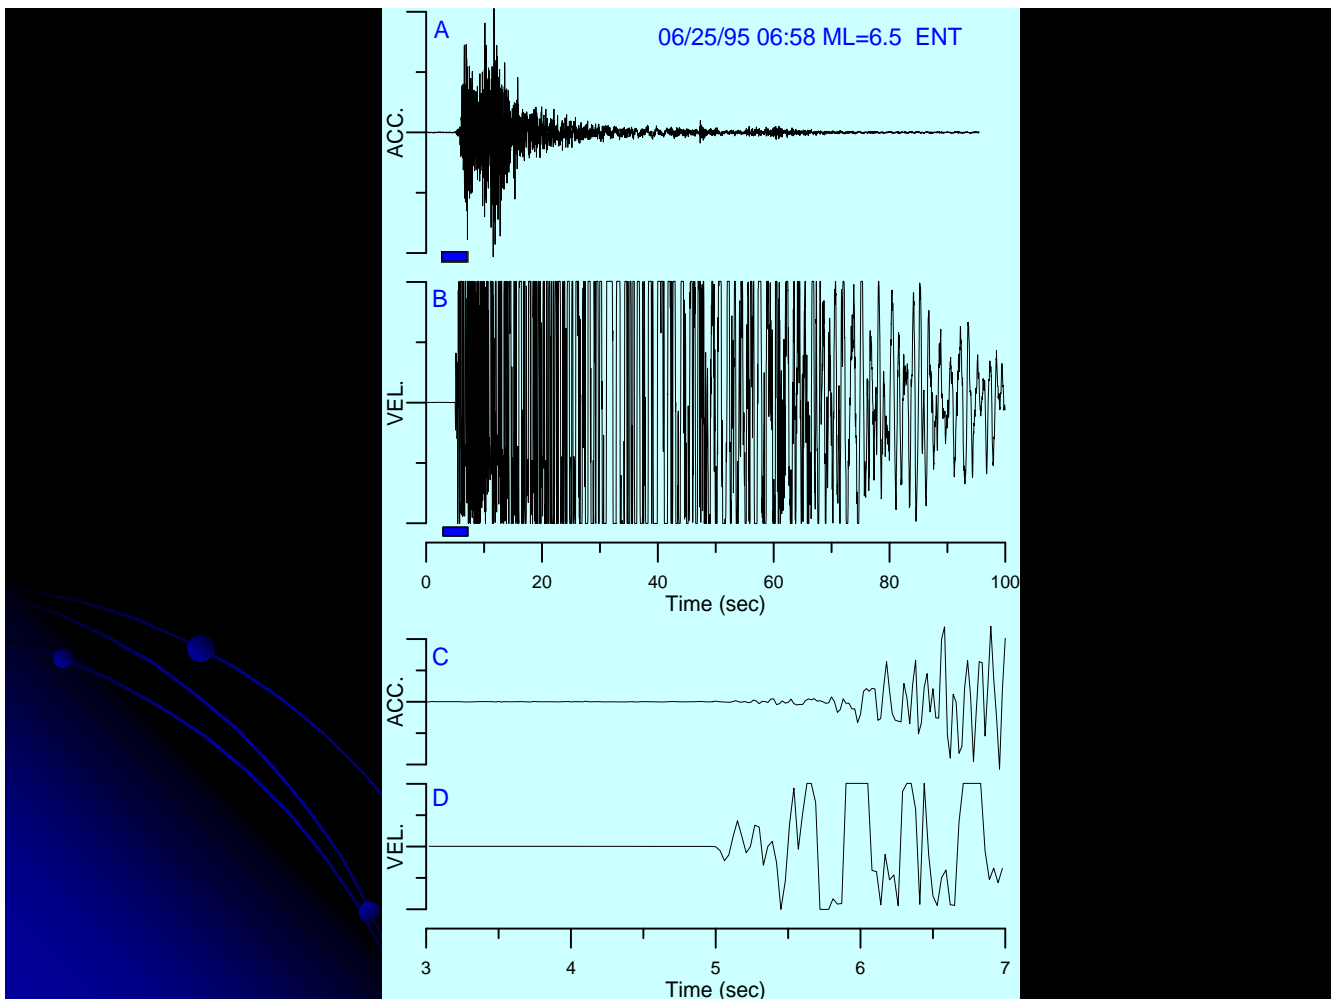 A
06/25/95 06:58 ML=6.5 ENT
ACC.
B
VEL.
0 20 40 60 80 100
Time (sec)
C
ACC.
D
VEL.
3 4 5 6 7
Time (sec)